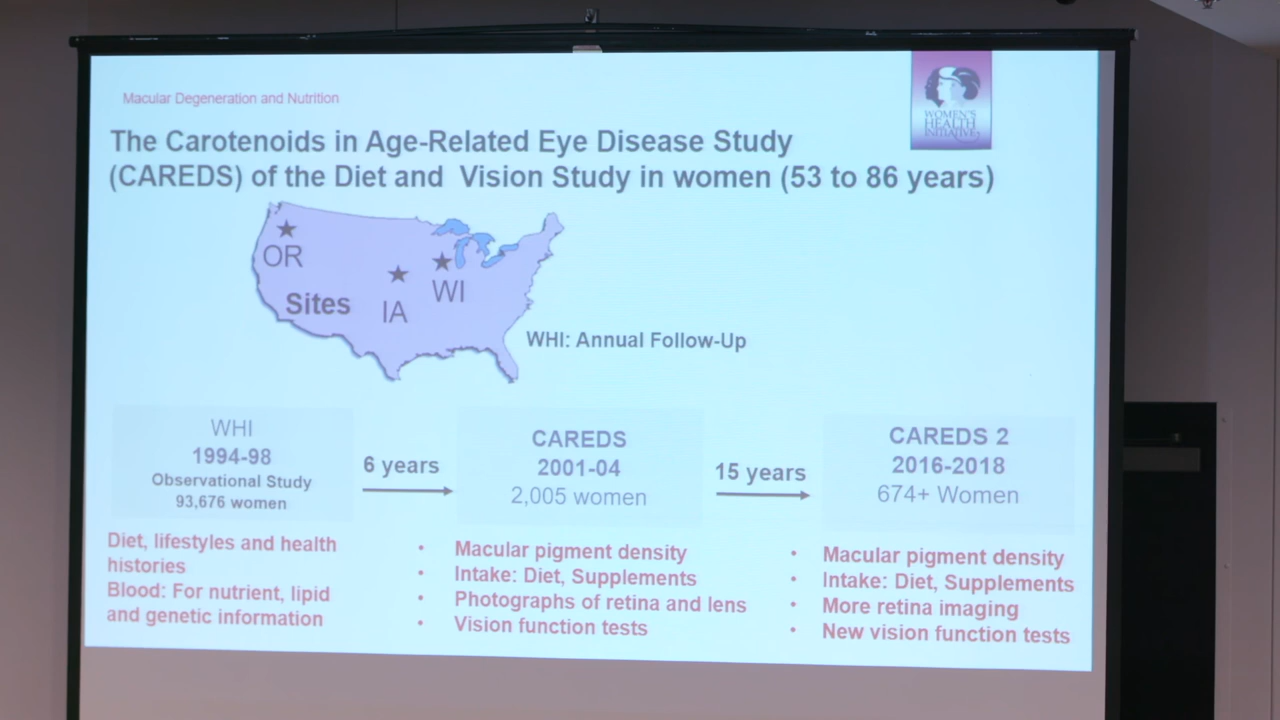 Macular Degeneration and Nutrition
WOMEN'S
HEALTH
INITIATIVE
The Carotenoids in Age-Related Eye Disease Study
(CAREDS) of the Diet and Vision Study in women (53 to 86 years)
OR
WI
Sites
IA
WHI: Annual Follow-Up
WHI
1994-98
Observational Study
93,676 women
6 years
CAREDS
2001-04
2,005 women
15 years
CAREDS 2
2016-2018
674+ Women
Diet, lifestyles and health
histories
Blood: For nutrient, lipid
and genetic information
• Macular pigment density
• Intake: Diet, Supplements
• Photographs of retina and lens
• Vision function tests
• Macular pigment density
• Intake: Diet, Supplements
• More retina imaging
• New vision function tests